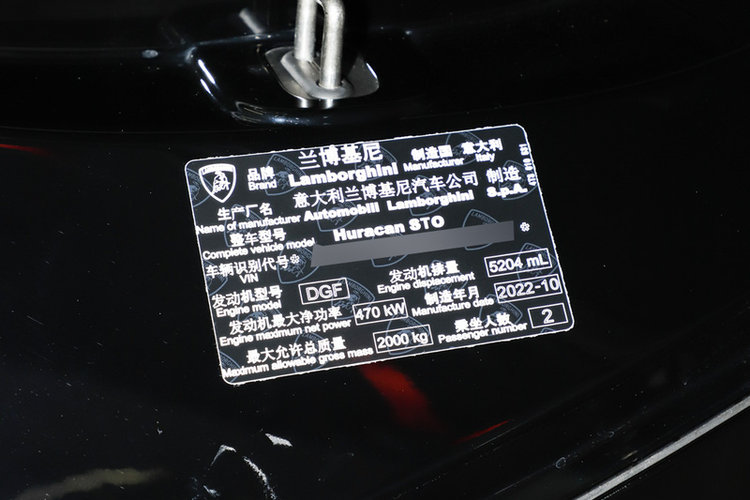 品牌 兰博基尼 制造国 意大利
Brand Lamborghini Manufacturer Italy
生产厂名 意大利兰博基尼汽车公司 制造
Name of manufacturer Automobili Lamborghini S.p.A.
整车型号 Huracan STO
Complete vehicle model
车辆识别代号※ ※
VIN
发动机型号 DGF 发动机排量 5204 mL
Engine model Engine displacement
发动机最大净功率 470 kW 制造年月 2022-10
Engine maximum net power Manufacture date
最大允许总质量 2000 kg 乘坐人数 2
Maximum allowable gross mass Passenger number